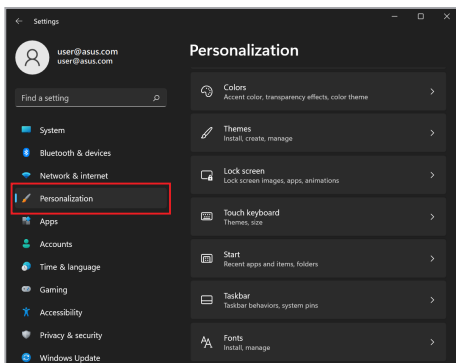 Settings
user@asus.com
user@asus.com
Find a setting
System
Bluetooth & devices
Network & internet
Personalization
Apps
Accounts
Time & language
Gaming
Accessibility
Privacy & security
Windows Update
Personalization
Colors
Accent color, transparency effects, color theme
Themes
Install, create, manage
Lock screen
Lock screen images, apps, animations
Touch keyboard
Themes, size
Start
Recent apps and items, folders
Taskbar
Taskbar behaviors, system pins
Fonts
Install, manage